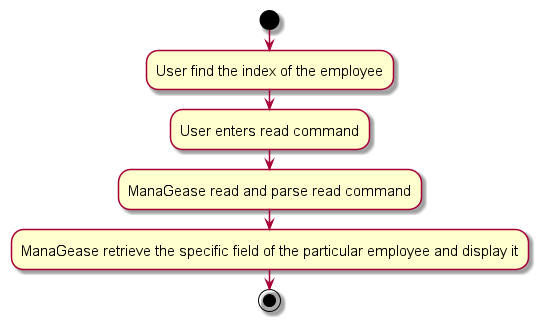 User find the index of the employee
User enters read command
ManaGease read and parse read command
ManaGease retrieve the specific field of the particular employee and display it